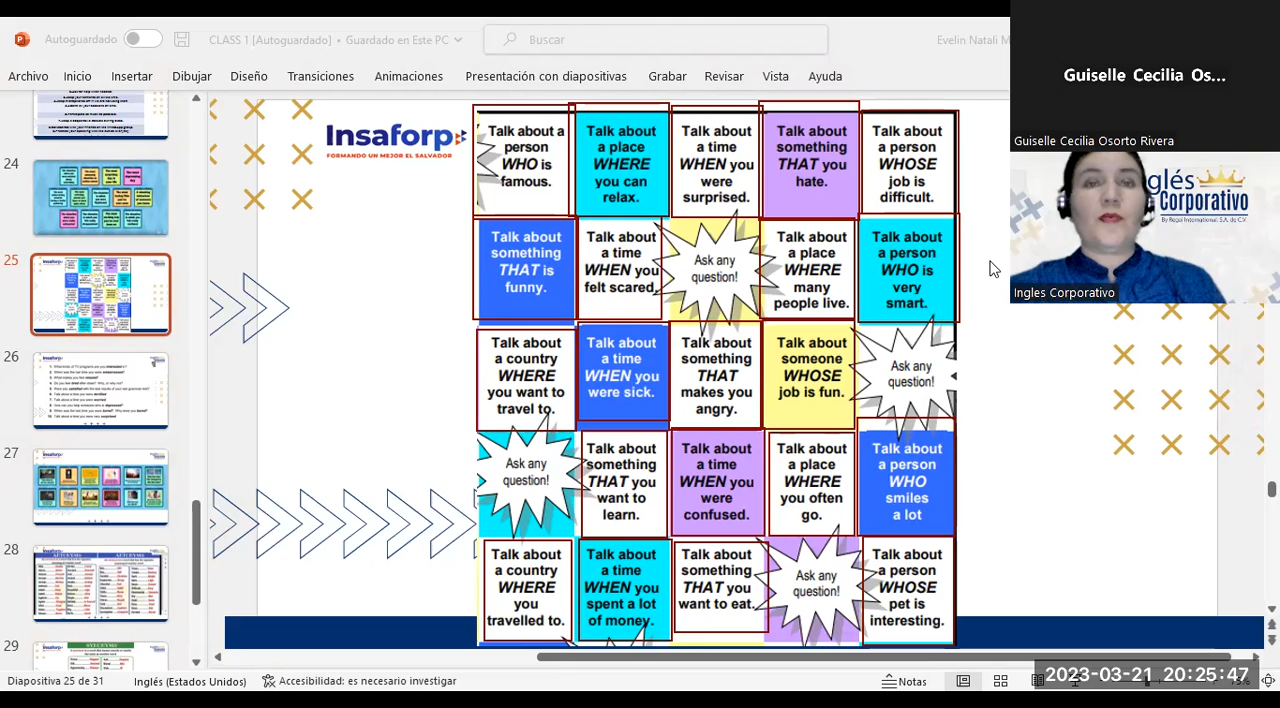 Autoguardado
CLASS 1 [Autoguardado] • Guardado en Este PC
Buscar
Evelin Natali M
Archivo Inicio Insertar Dibujar Diseño Transiciones Animaciones Presentación con diapositivas Grabar Revisar Vista Ayuda
24
25
26
27
28
29
Insaforp
FORMANDO UN MEJOR EL SALVADOR
Talk about a
person
WHO is
famous.
Talk about
a place
WHERE
you can
relax.
Talk about
a time
WHEN you
were
surprised.
Talk about
something
THAT you
hate.
Talk about
a person
WHOSE
job is
difficult.
Talk about
something
THAT is
funny.
Talk about
a time
WHEN you
felt scared.
Ask any
question!
Talk about
a place
WHERE
many
people live.
Talk about
a person
WHO is
very
smart.
Talk about
a country
WHERE
you want to
travel to.
Talk about
a time
WHEN you
were sick.
Talk about
something
THAT
makes you
angry.
Talk about
someone
WHOSE
job is fun.
Ask any
question!
Ask any
question!
Talk about
something
THAT you
want to
learn.
Talk about
a time
WHEN you
were
confused.
Talk about
a place
WHERE
you often
go.
Talk about
a person
WHO
smiles
a lot
Talk about
a country
WHERE
you
travelled to.
Talk about
a time
WHEN you
spent a lot
of money.
Talk about
something
THAT you
want to eat.
Ask any
question!
Talk about
a person
WHOSE
pet is
interesting.
Guiselle Cecilia Os...
Guiselle Cecilia Osorto Rivera
glés
Corporativo
By Regal International, S.A. de C.V.
Ingles Corporativo
Diapositiva 25 de 31
Inglés (Estados Unidos)
Accesibilidad: es necesario investigar
Notas
2023-03-21 20:25:47